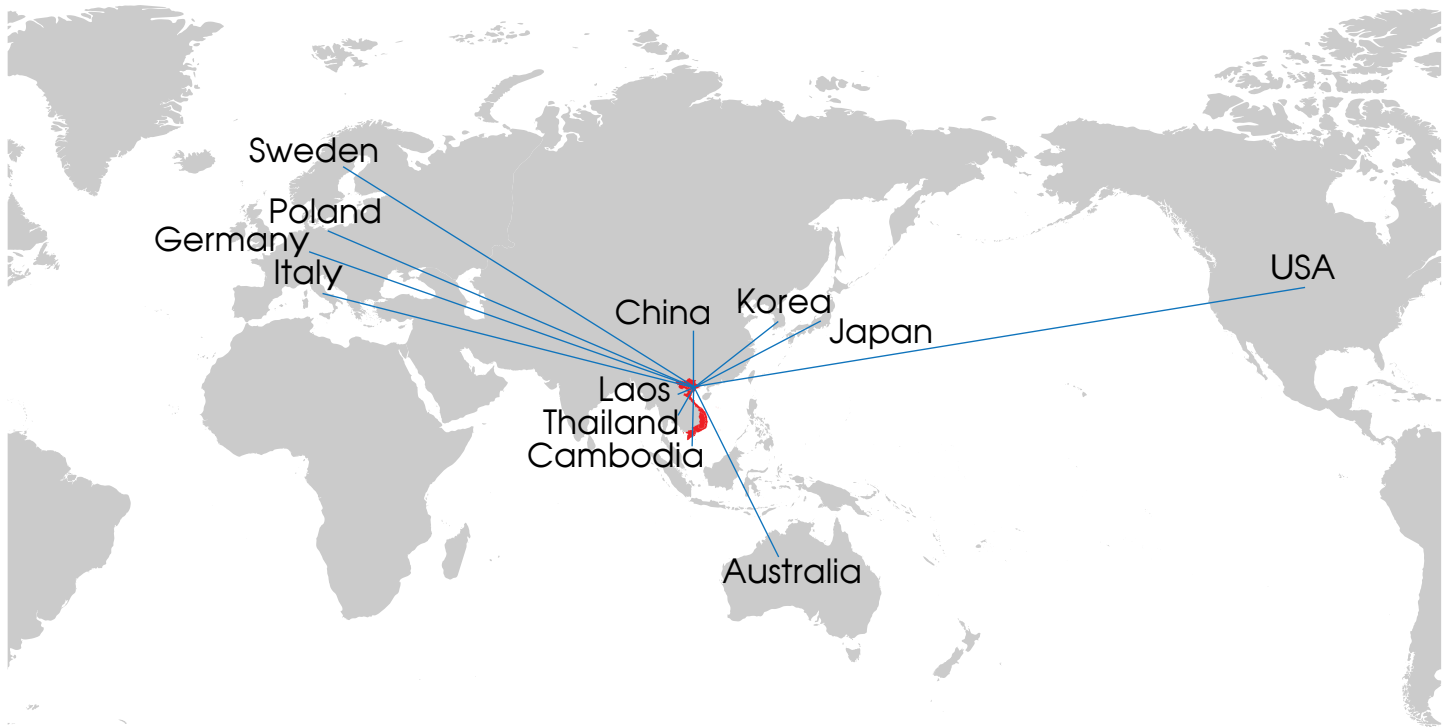 Sweden
Poland
Germany
Italy
USA
Korea
China
Japan
Laos
Thailand
Cambodia
Australia